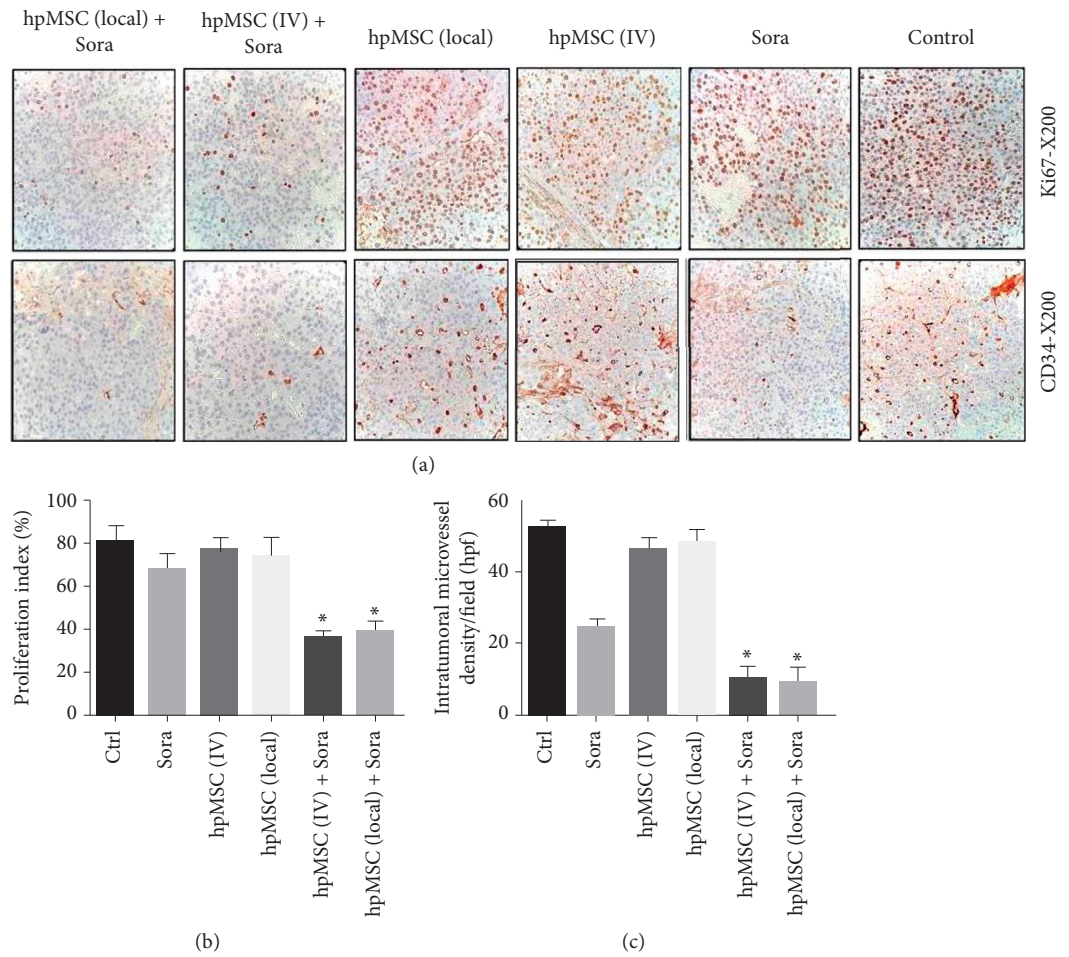 hpMSC (local) +
Sora
hpMSC (IV) +
Sora
hpMSC (local)
hpMSC (IV)
Sora
Control
Ki67-X200
CD34-X200
(a)
Proliferation index (%)
100
80
60
40
20
0
*
*
Ctrl
Sora
hpMSC (IV)
hpMSC (local)
hpMSC (IV) + Sora
hpMSC (local) + Sora
(b)
Intratumoral microvessel
density/field (hpf)
60
40
20
0
*
*
Ctrl
Sora
hpMSC (IV)
hpMSC (local)
hpMSC (IV) + Sora
hpMSC (local) + Sora
(c)